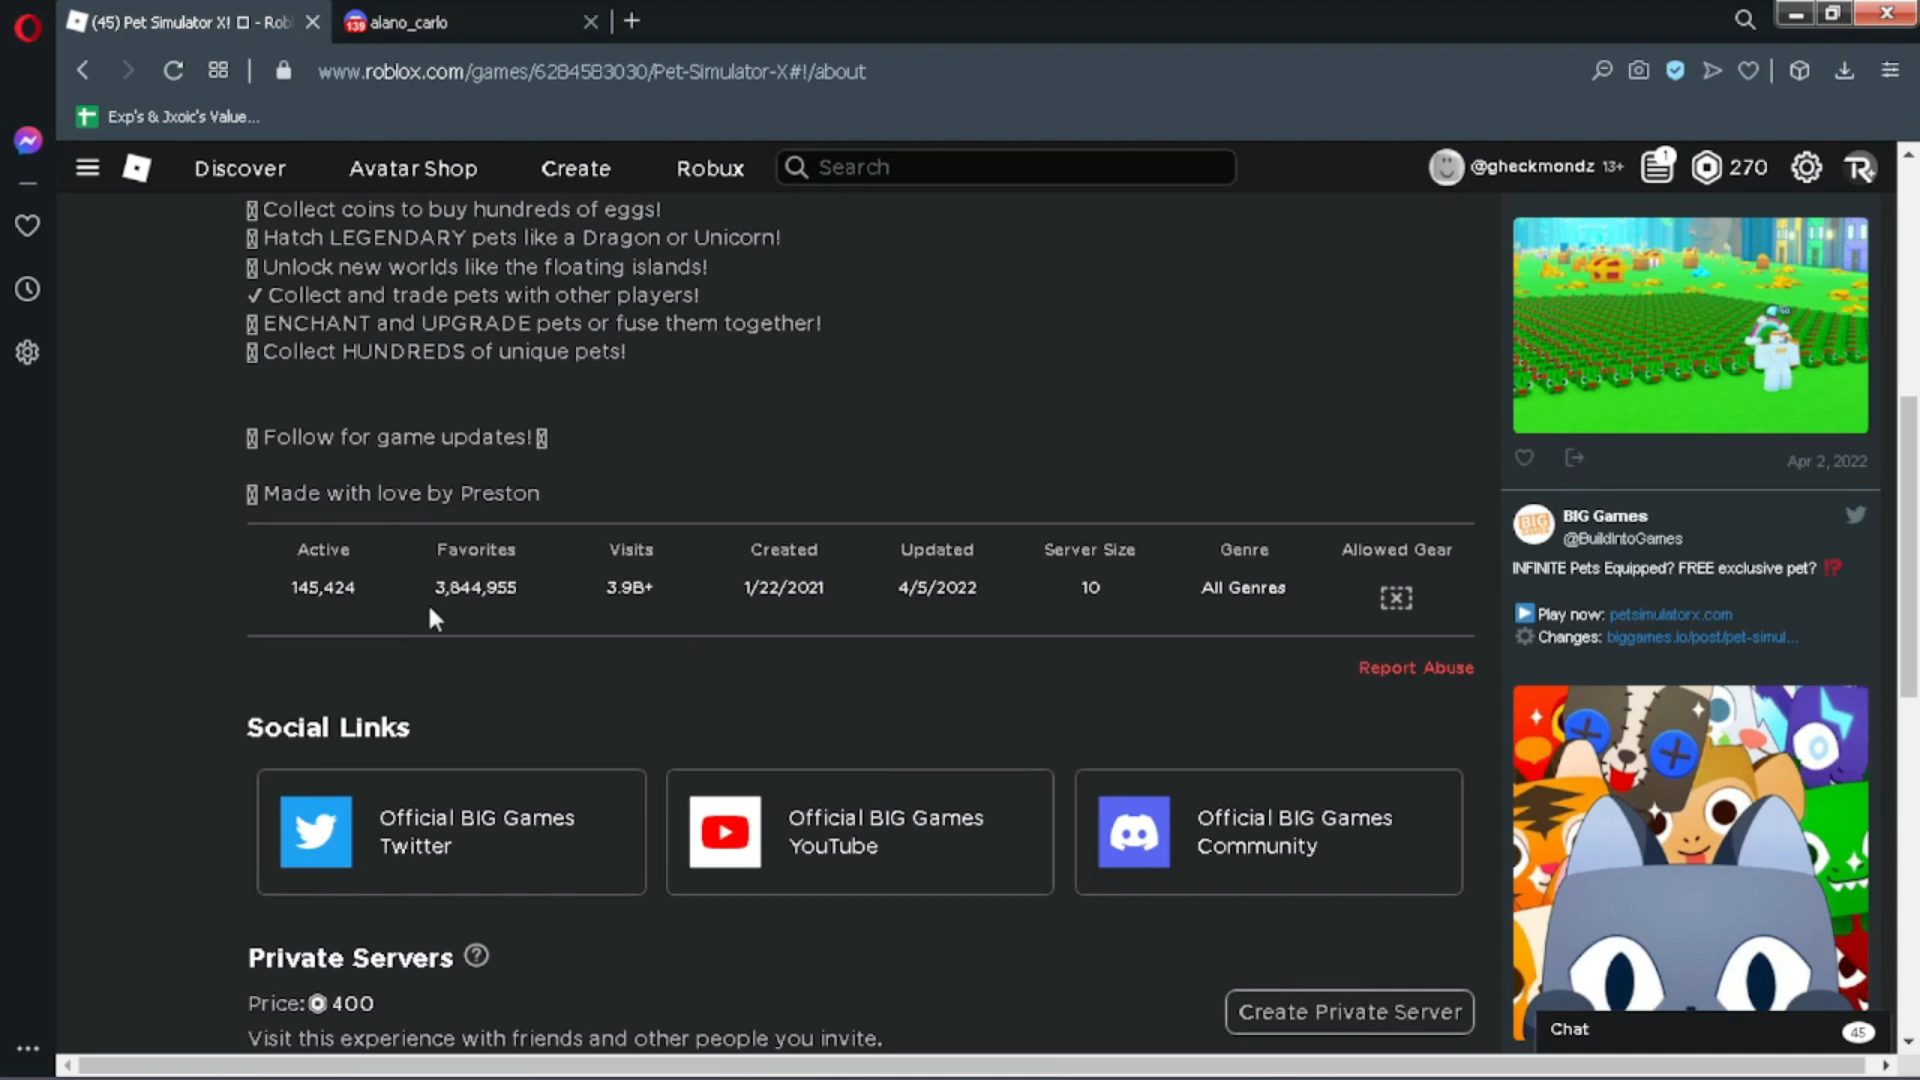 (45) Pet Simulator X! - Rob
139 alano_carlo
www.roblox.com/games/6284583030/Pet-Simulator-X#!/about
Exp's & Jxoic's Value...
Discover
Avatar Shop
Create
Robux
Search
@gheckmondz 13+
1
270
Collect coins to buy hundreds of eggs!
Hatch LEGENDARY pets like a Dragon or Unicorn!
Unlock new worlds like the floating islands!
✓ Collect and trade pets with other players!
ENCHANT and UPGRADE pets or fuse them together!
Collect HUNDREDS of unique pets!
Follow for game updates!
Made with love by Preston
Active Favorites Visits Created Updated Server Size Genre Allowed Gear
145,424 3,844,955 3.9B+ 1/22/2021 4/5/2022 10 All Genres
Report Abuse
Social Links
Official BIG Games
Twitter
Official BIG Games
YouTube
Official BIG Games
Community
Private Servers
Price: 400
Create Private Server
Visit this experience with friends and other people you invite.
Apr 2, 2022
BIG Games
@BuildIntoGames
INFINITE Pets Equipped? FREE exclusive pet? ⁉
Play now: petsimulatorx.com
Changes: biggames.io/post/pet-simul...
Chat
45